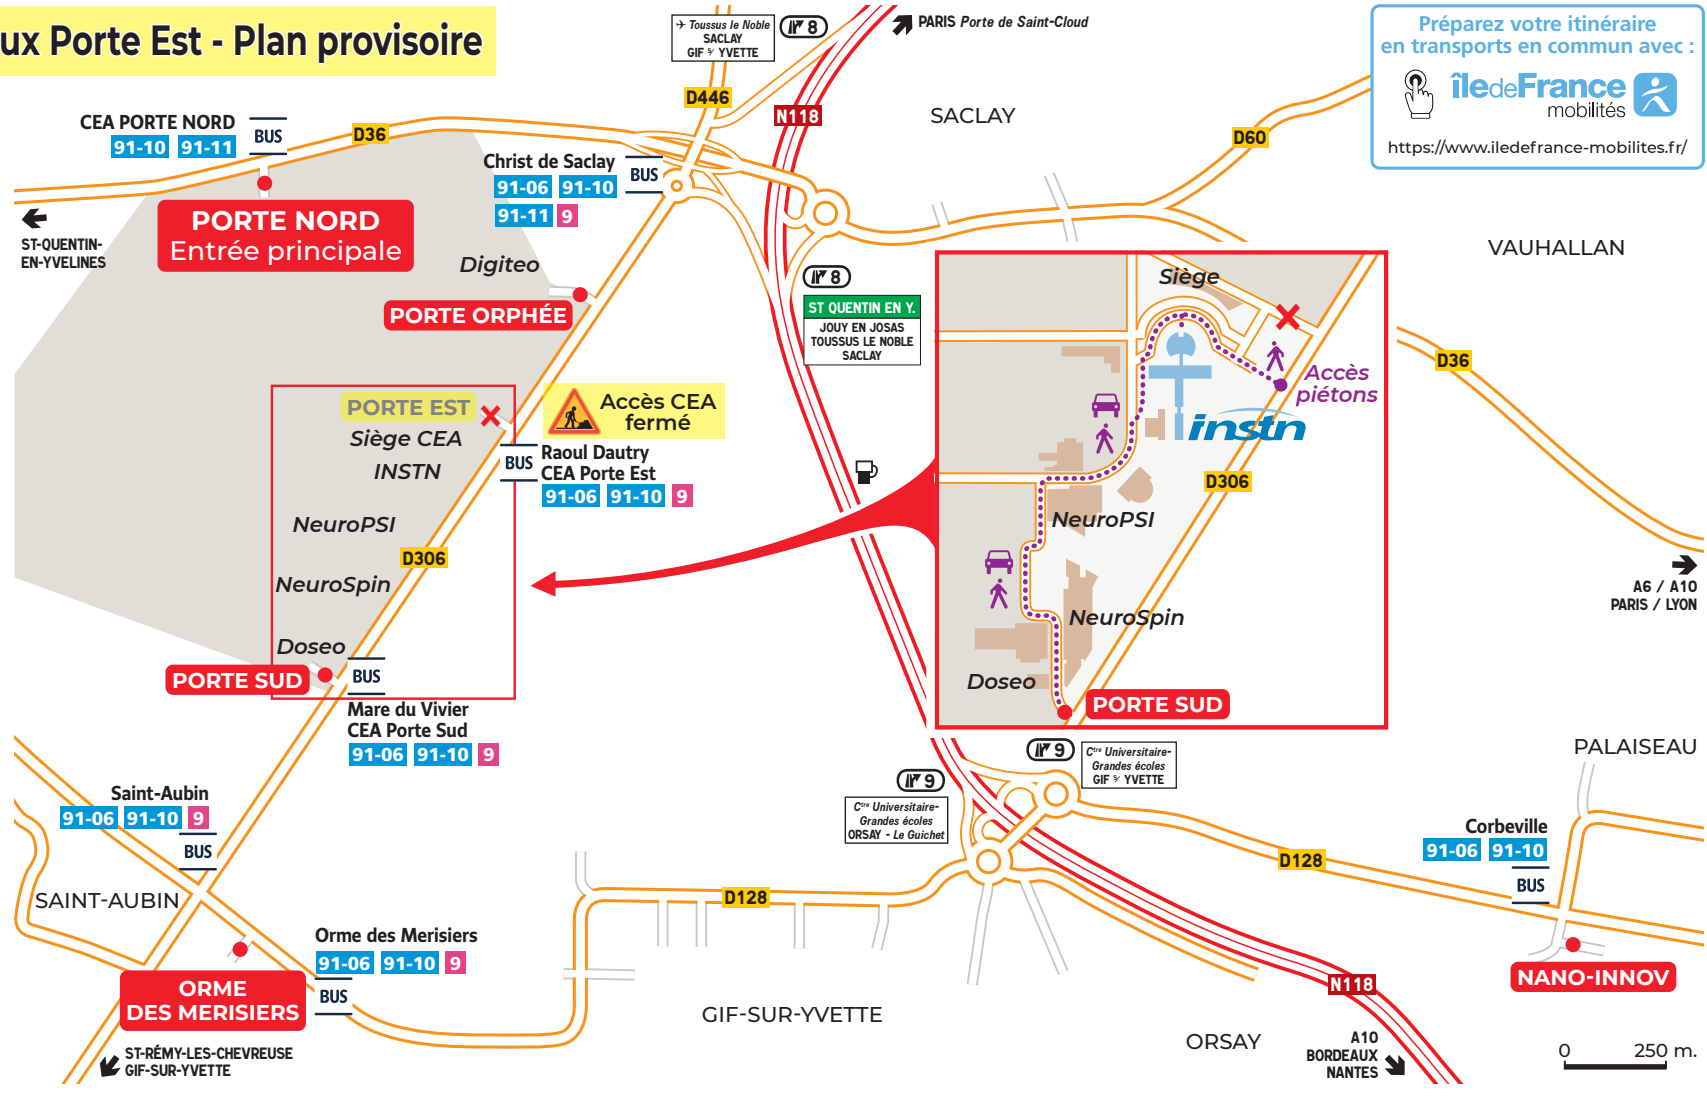 ux Porte Est - Plan provisoire
Toussus le Noble
SACLAY
GIF S/ YVETTE
8
PARIS Porte de Saint-Cloud
Préparez votre itinéraire
en transports en commun avec :
île de France
mobilités
https://www.iledefrance-mobilites.fr/
D446
N118
SACLAY
D60
CEA PORTE NORD
91-10 91-11
BUS
D36
Christ de Saclay
91-06 91-10
91-11 9
BUS
PORTE NORD
Entrée principale
ST-QUENTIN-
EN-YVELINES
VAUHALLAN
Digiteo
PORTE ORPHÉE
8
ST QUENTIN EN Y.
JOUY EN JOSAS
TOUSSUS LE NOBLE
SACLAY
Siège
Accès
piétons
instn
D306
NeuroPSI
NeuroSpin
Doseo
PORTE SUD
D36
PORTE EST
Siège CEA
INSTN
Accès CEA
fermé
BUS
Raoul Dautry
CEA Porte Est
91-06 91-10 9
NeuroPSI
D306
NeuroSpin
Doseo
PORTE SUD
BUS
Mare du Vivier
CEA Porte Sud
91-06 91-10 9
A6 / A10
PARIS / LYON
9
Ctre Universitaire-
Grandes écoles
GIF S/ YVETTE
9
Ctre Universitaire-
Grandes écoles
ORSAY - Le Guichet
PALAISEAU
Saint-Aubin
91-06 91-10 9
BUS
SAINT-AUBIN
Corbeville
91-06 91-10
BUS
D128
D128
Orme des Merisiers
91-06 91-10 9
BUS
ORME
DES MERISIERS
NANO-INNOV
N118
GIF-SUR-YVETTE
ORSAY
A10
BORDEAUX
NANTES
ST-RÉMY-LES-CHEVREUSE
GIF-SUR-YVETTE
0 250 m.